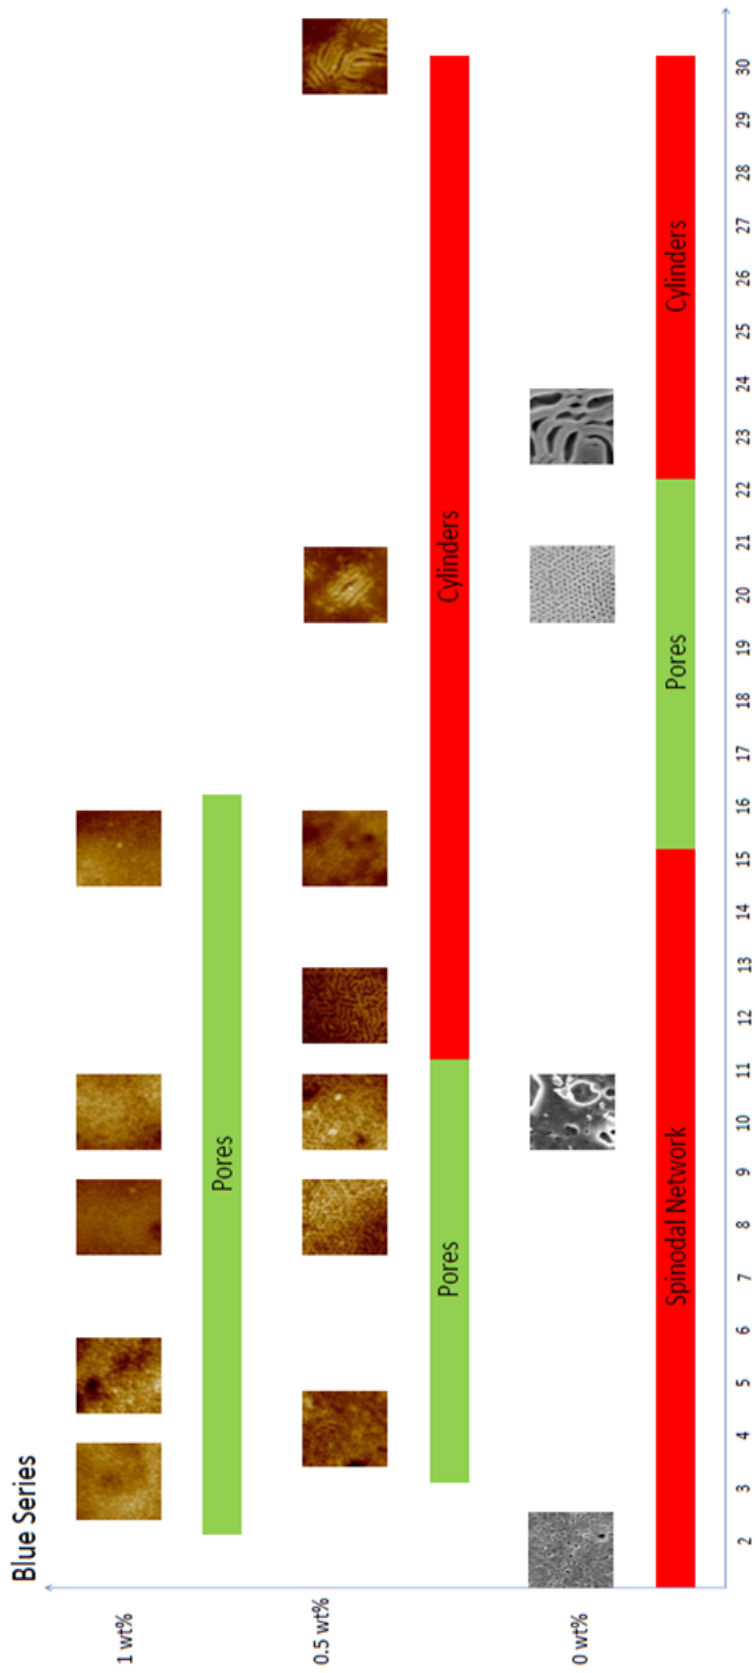 Blue Series
1 wt%
Pores
0.5 wt%
Pores
Cylinders
0 wt%
Spinodal Network
Pores
Cylinders
2 3 4 5 6 7 8 9 10 11 12 13 14 15 16 17 18 19 20 21 22 23 24 25 26 27 28 29 30